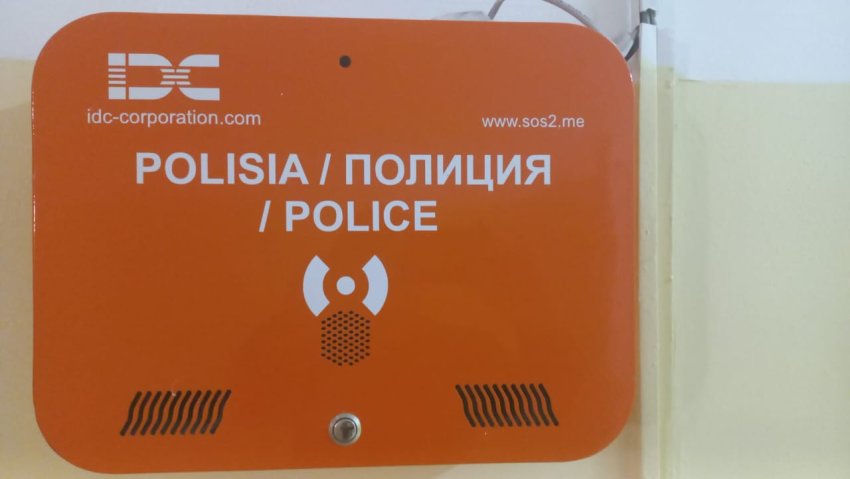 IDC
idc-corporation.com
www.sos2.me
POLISIA / ПОЛИЦИЯ
/ POLICE